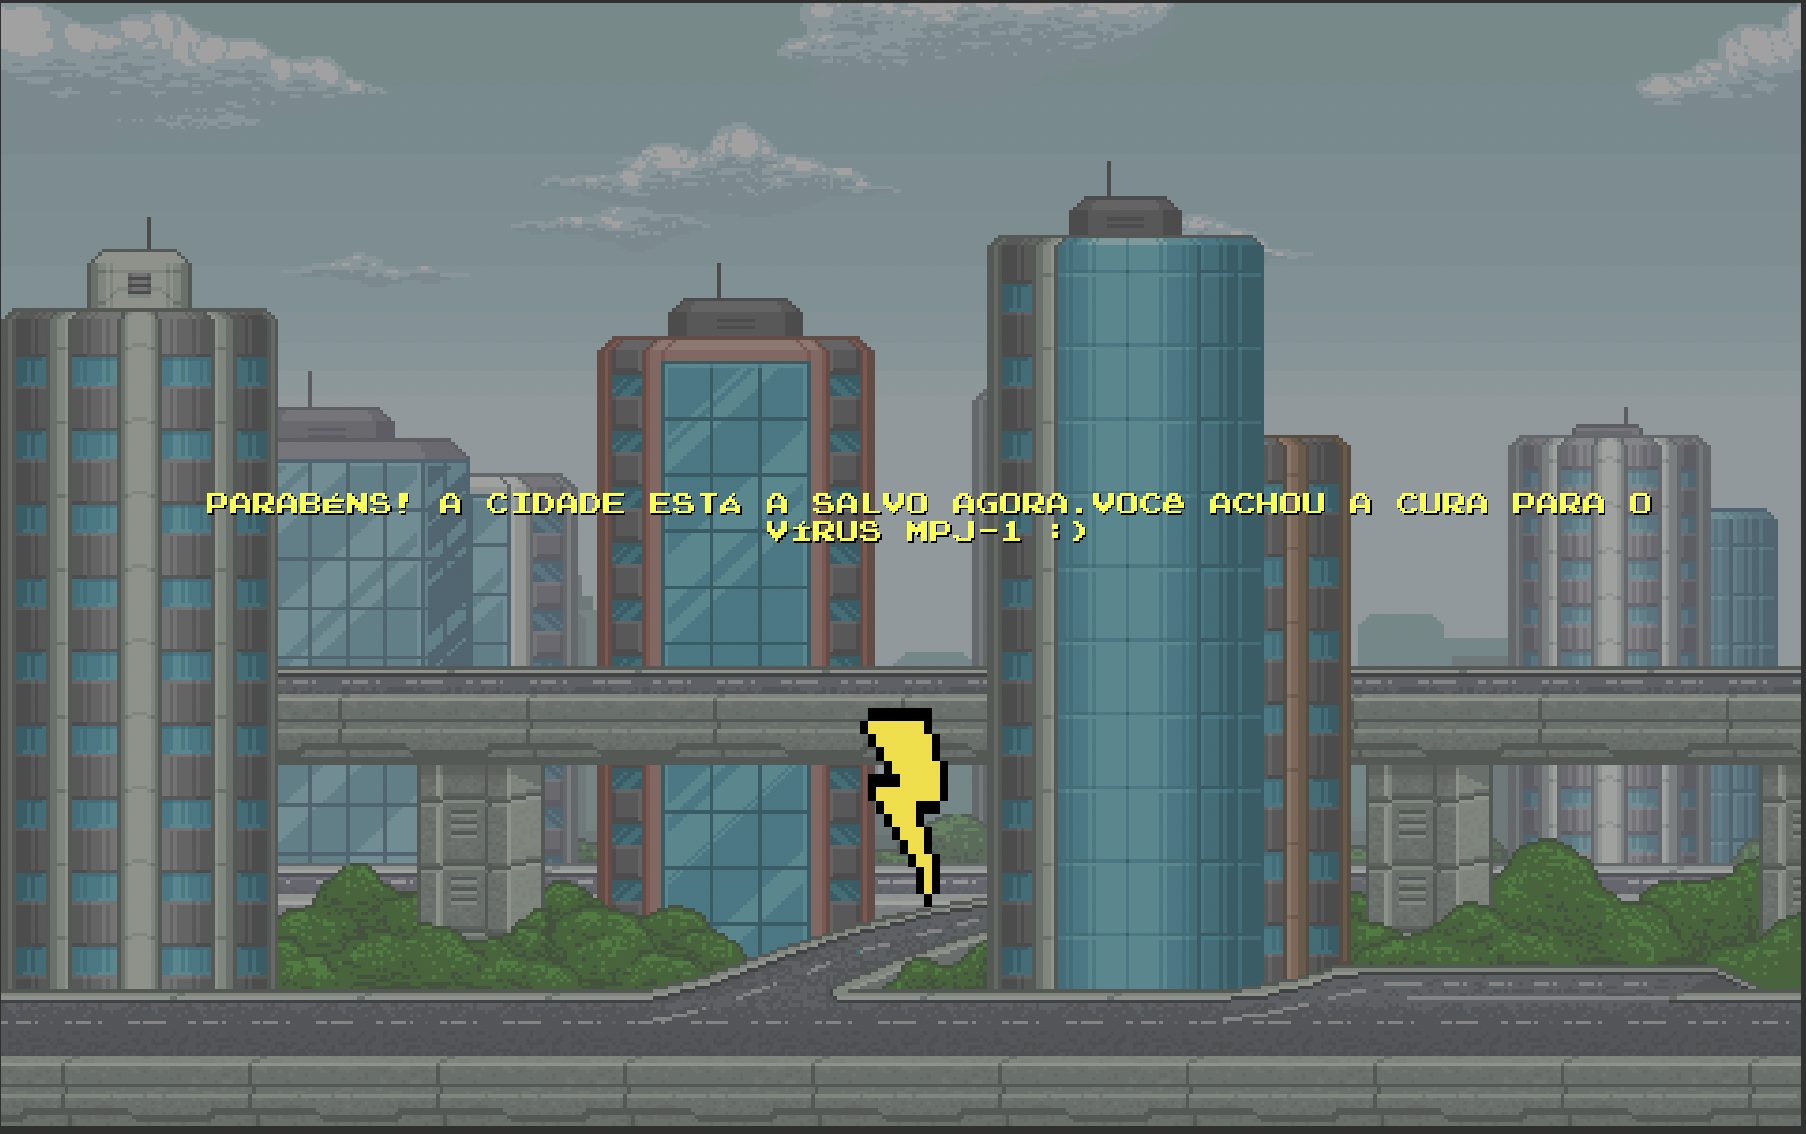 PARABéNS! A CIDADE ESTá A SALVO AGORA.VOCê ACHOU A CURA PARA O
VíRUS MPJ-1 :)